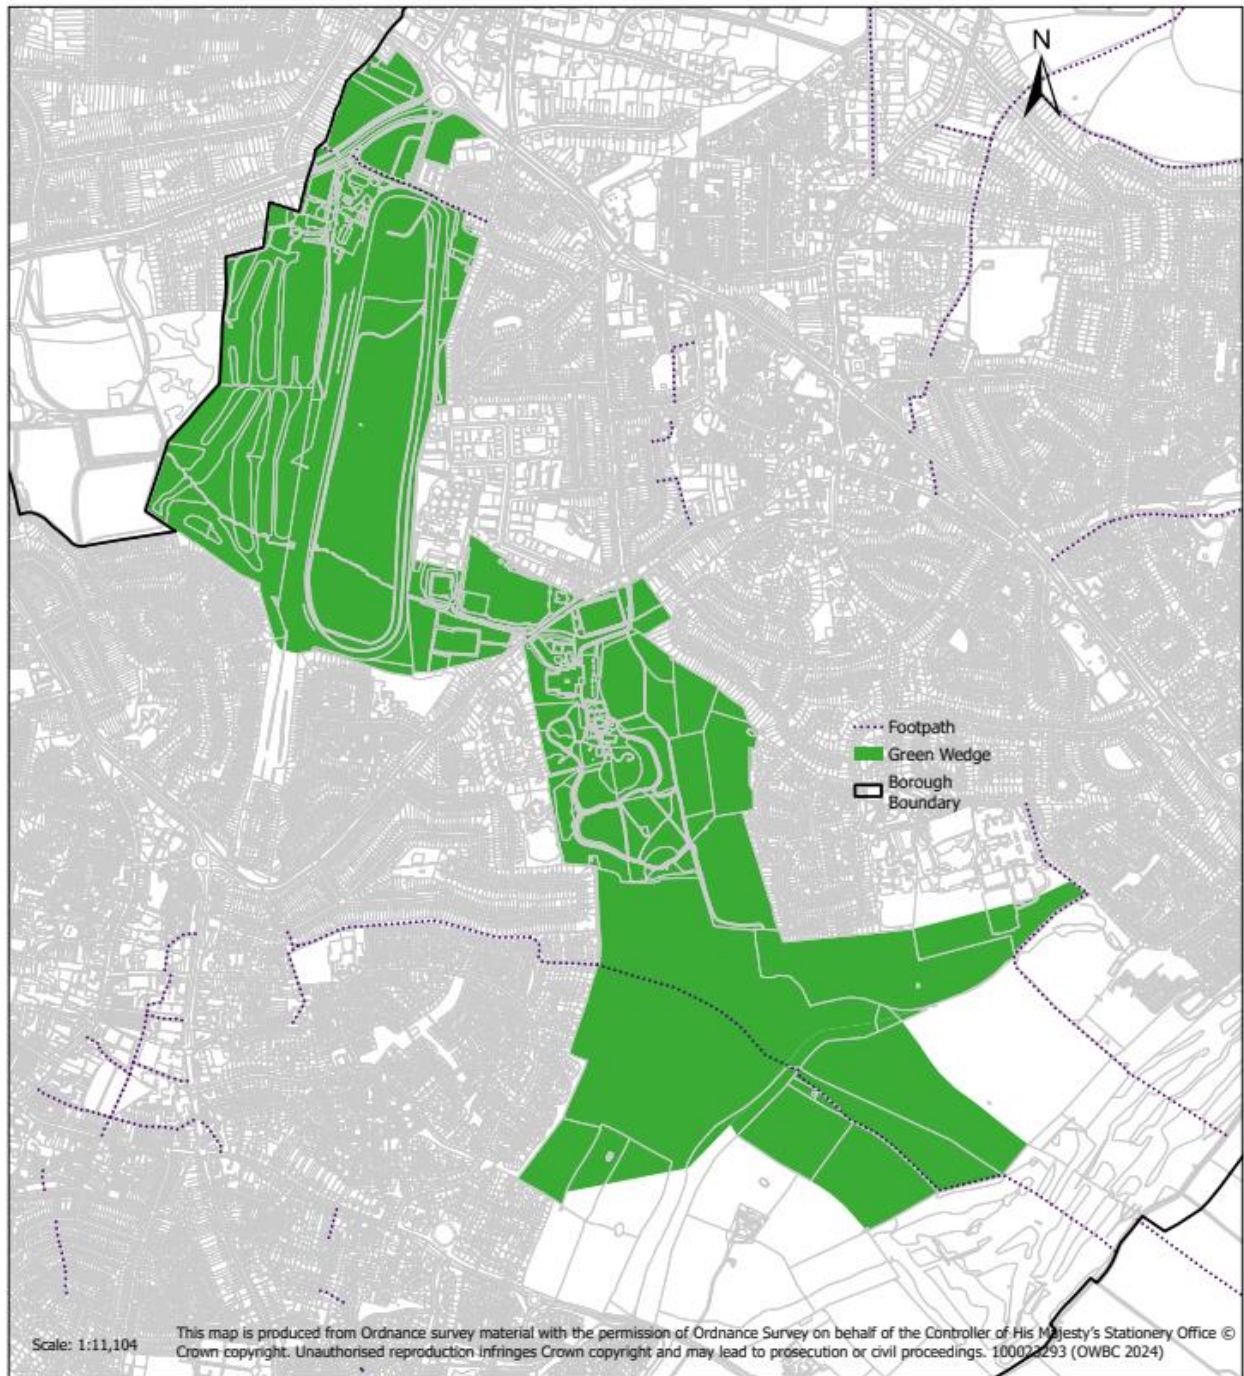 N
Footpath
Green Wedge
Borough
Boundary
Scale: 1:11,104
This map is produced from Ordnance survey material with the permission of Ordnance Survey on behalf of the Controller of His Majesty's Stationery Office ©
Crown copyright. Unauthorised reproduction infringes Crown copyright and may lead to prosecution or civil proceedings. 100023293 (OWBC 2024)